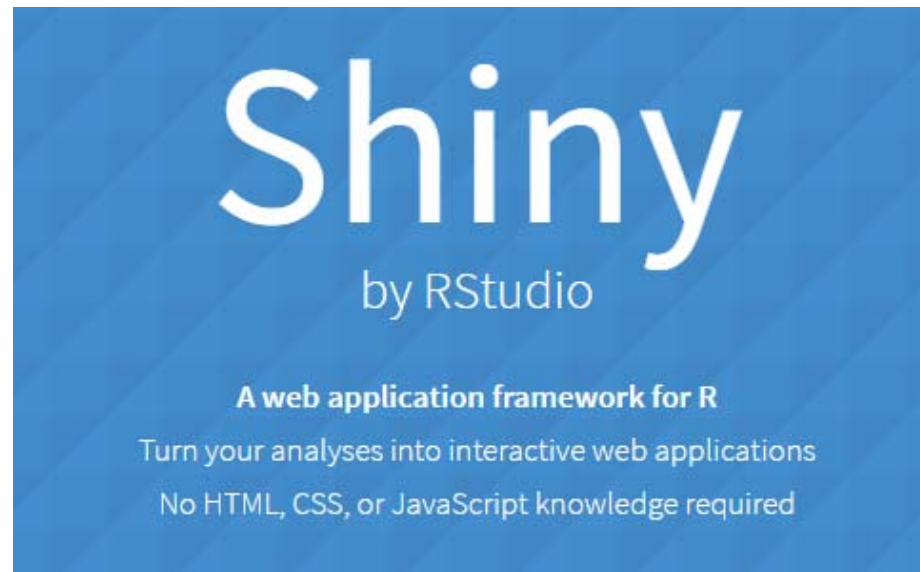 Shiny
by RStudio
A web application framework for R
Turn your analyses into interactive web applications
No HTML, CSS, or JavaScript knowledge required